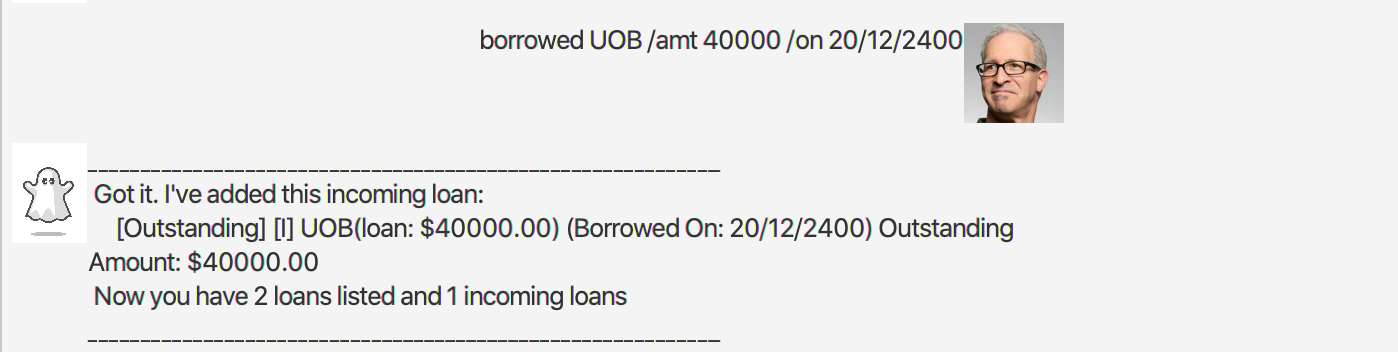 borrowed UOB /amt 40000 /on 20/12/2400
____________________________________________________________
Got it. I've added this incoming loan:
[Outstanding] [I] UOB(loan: $40000.00) (Borrowed On: 20/12/2400) Outstanding
Amount: $40000.00
Now you have 2 loans listed and 1 incoming loans
____________________________________________________________